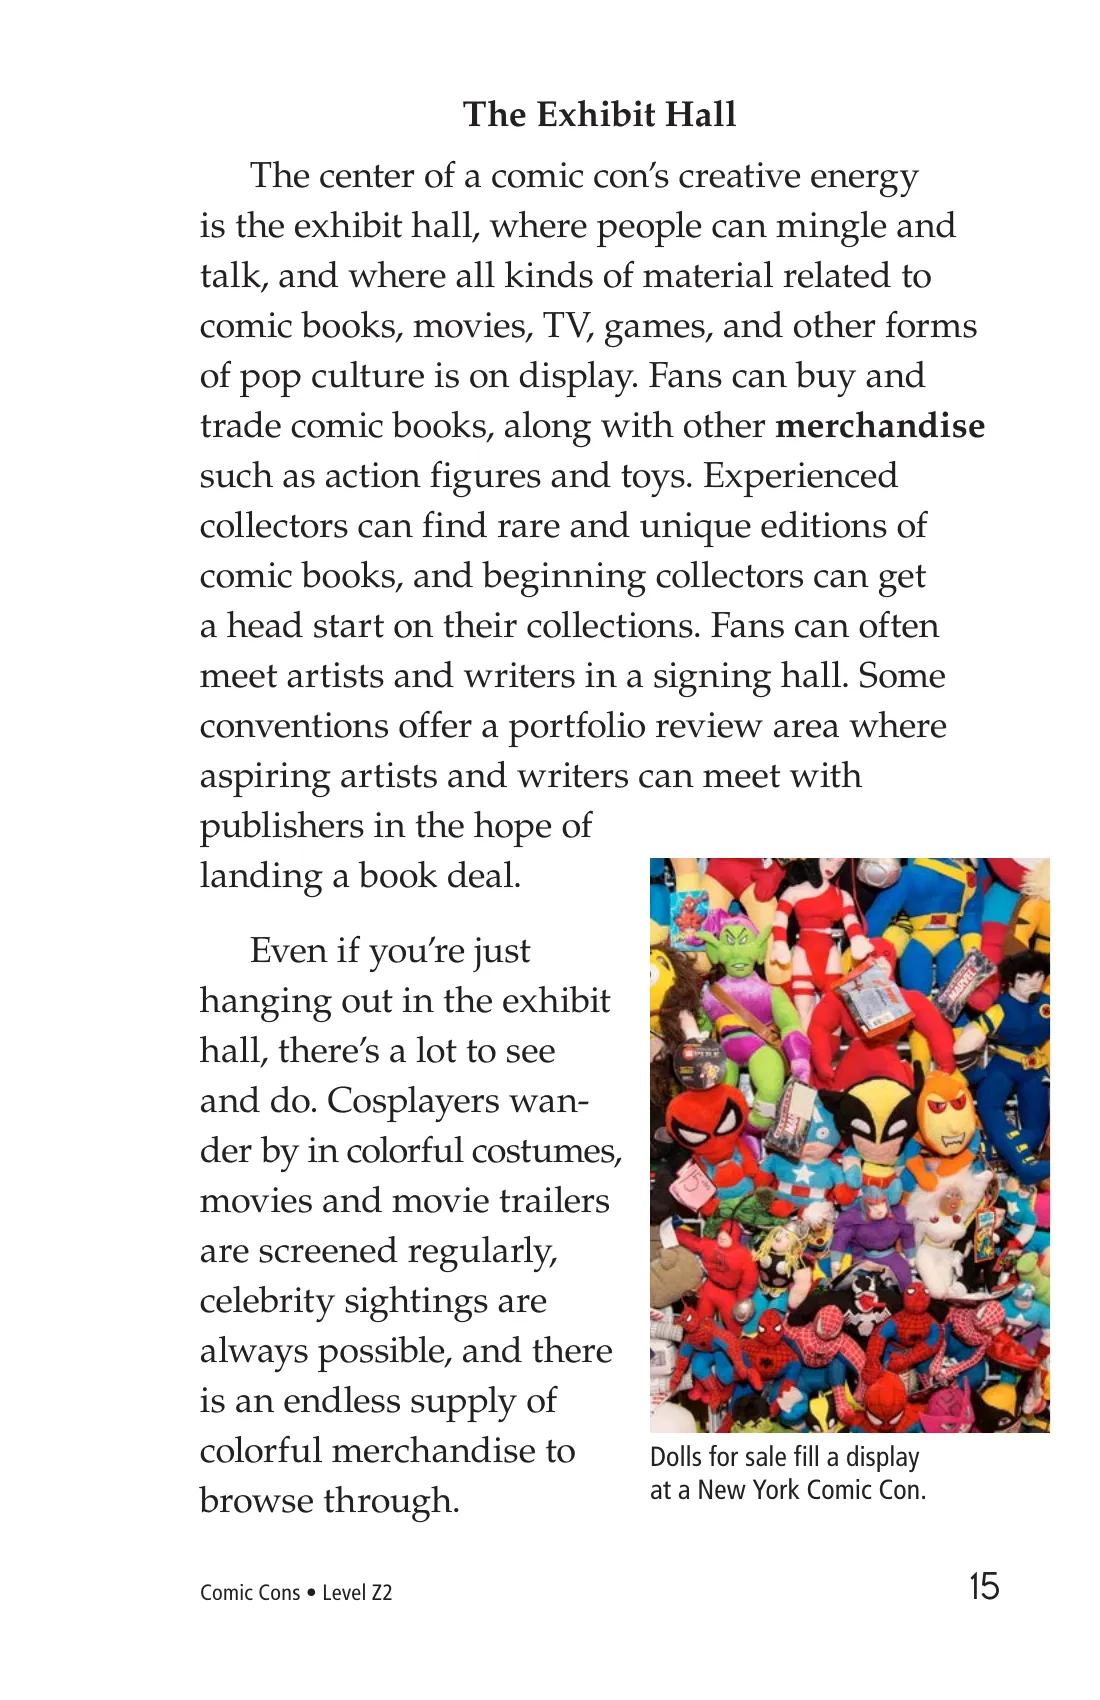 The Exhibit Hall
The center of a comic con’s creative energy
is the exhibit hall, where people can mingle and
talk, and where all kinds of material related to
comic books, movies, TV, games, and other forms
of pop culture is on display. Fans can buy and
trade comic books, along with other merchandise
such as action figures and toys. Experienced
collectors can find rare and unique editions of
comic books, and beginning collectors can get
a head start on their collections. Fans can often
meet artists and writers in a signing hall. Some
conventions offer a portfolio review area where
aspiring artists and writers can meet with
publishers in the hope of
landing a book deal.
Even if you’re just
hanging out in the exhibit
hall, there’s a lot to see
and do. Cosplayers wan-
der by in colorful costumes,
movies and movie trailers
are screened regularly,
celebrity sightings are
always possible, and there
is an endless supply of
colorful merchandise to
browse through.
Dolls for sale fill a display
at a New York Comic Con.
Comic Cons • Level Z2
15